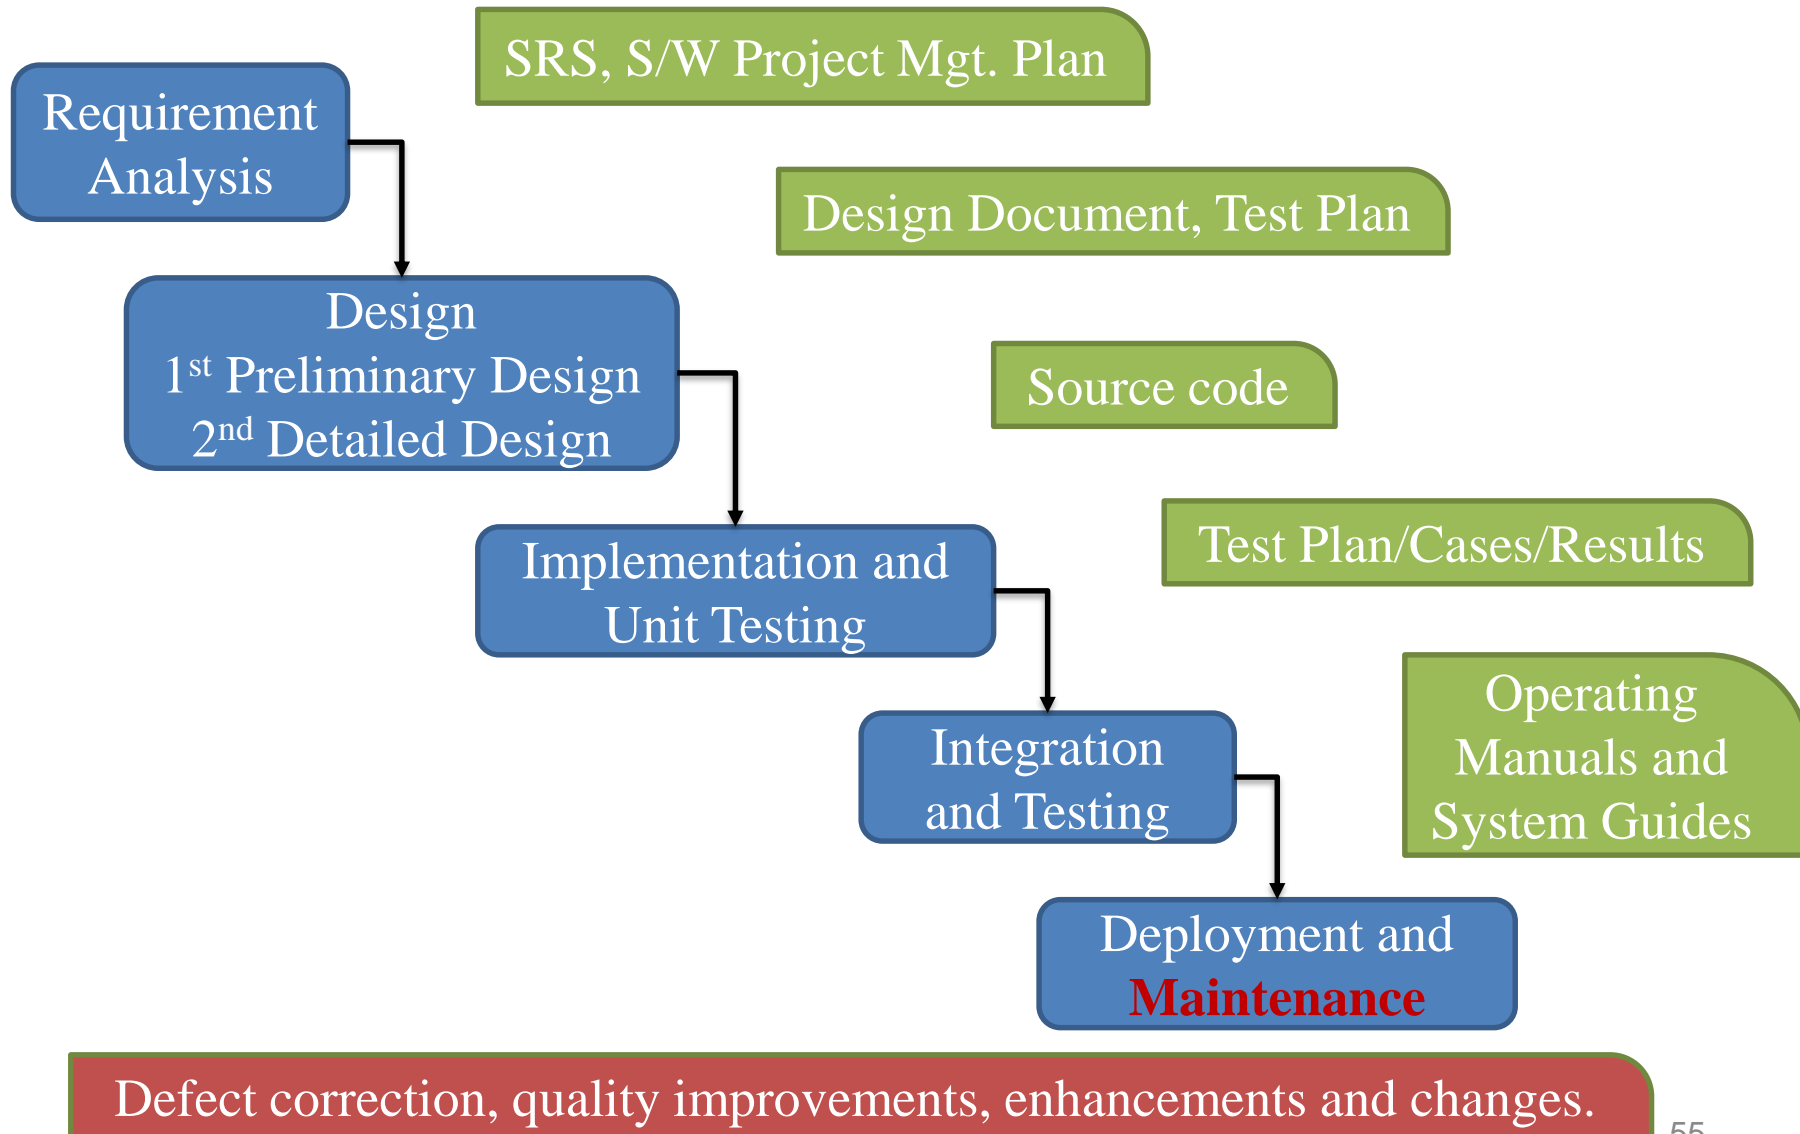 SRS, S/W Project Mgt. Plan
Requirement
Analysis
Design Document, Test Plan
Design
1st Preliminary Design
2nd Detailed Design
Source code
Test Plan/Cases/Results
Implementation and
Unit Testing
Operating
Manuals and
System Guides
Integration
and Testing
Deployment and
Maintenance
Defect correction, quality improvements, enhancements and changes.
55